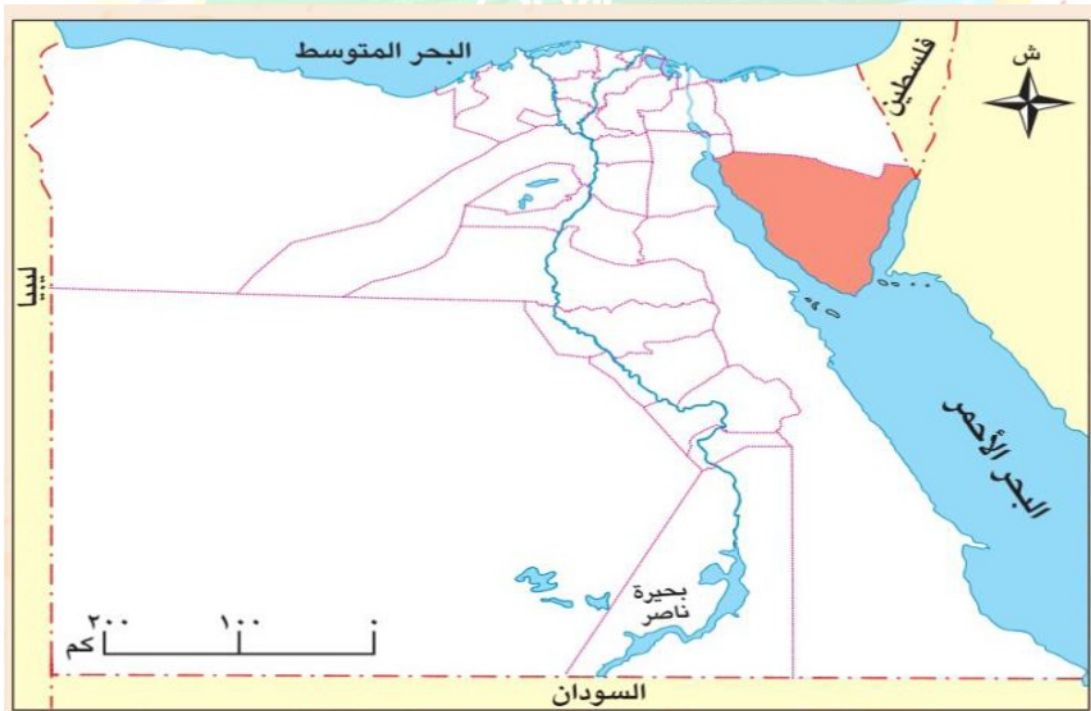 البحر المتوسط
فلسطين
ش
ليبيا
البحر الأحمر
بحيرة
ناصر
٢٠٠ ١٠٠ ٠
كم
السودان